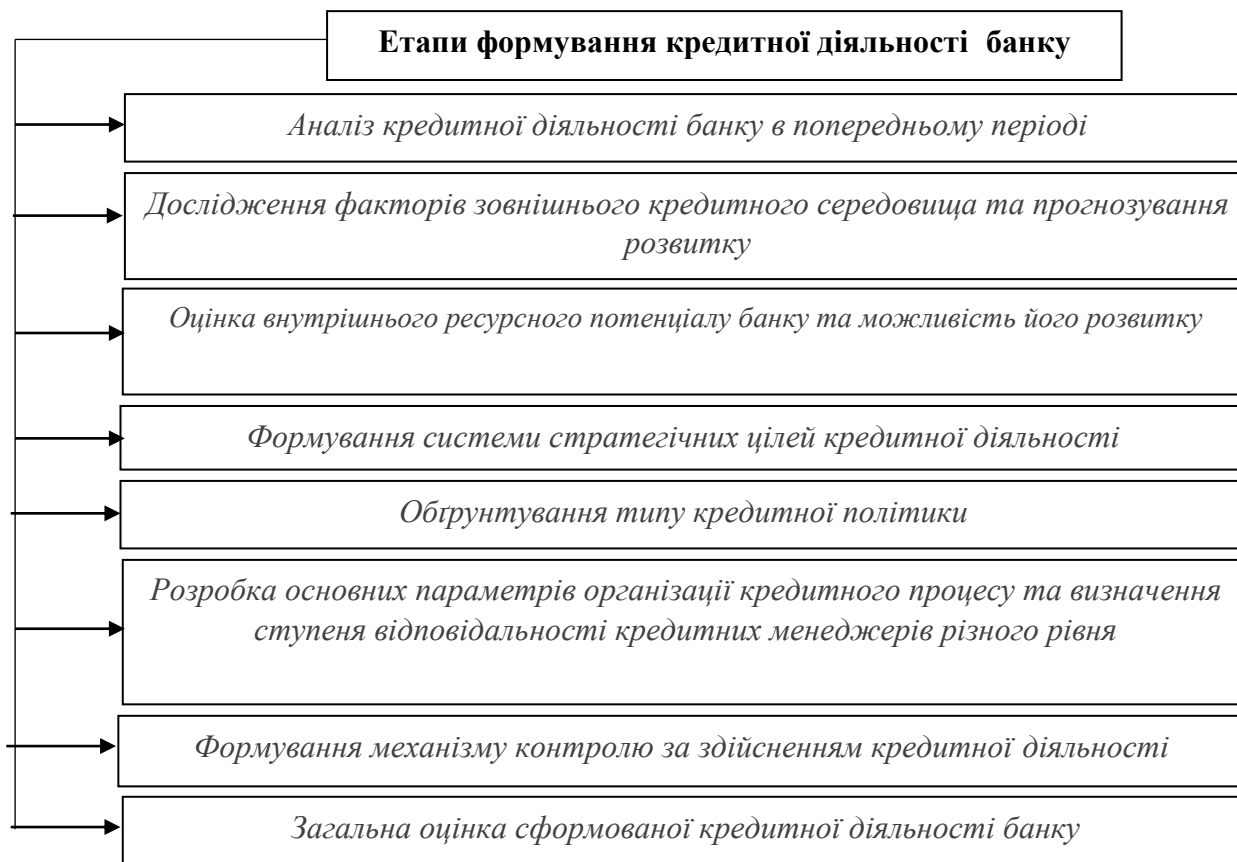 Етапи формування кредитної діяльності банку
Аналіз кредитної діяльності банку в попередньому періоді
Дослідження факторів зовнішнього кредитного середовища та прогнозування
розвитку
Оцінка внутрішнього ресурсного потенціалу банку та можливість його розвитку
Формування системи стратегічних цілей кредитної діяльності
Обґрунтування типу кредитної політики
Розробка основних параметрів організації кредитного процесу та визначення
ступеня відповідальності кредитних менеджерів різного рівня
Формування механізму контролю за здійсненням кредитної діяльності
Загальна оцінка сформованої кредитної діяльності банку